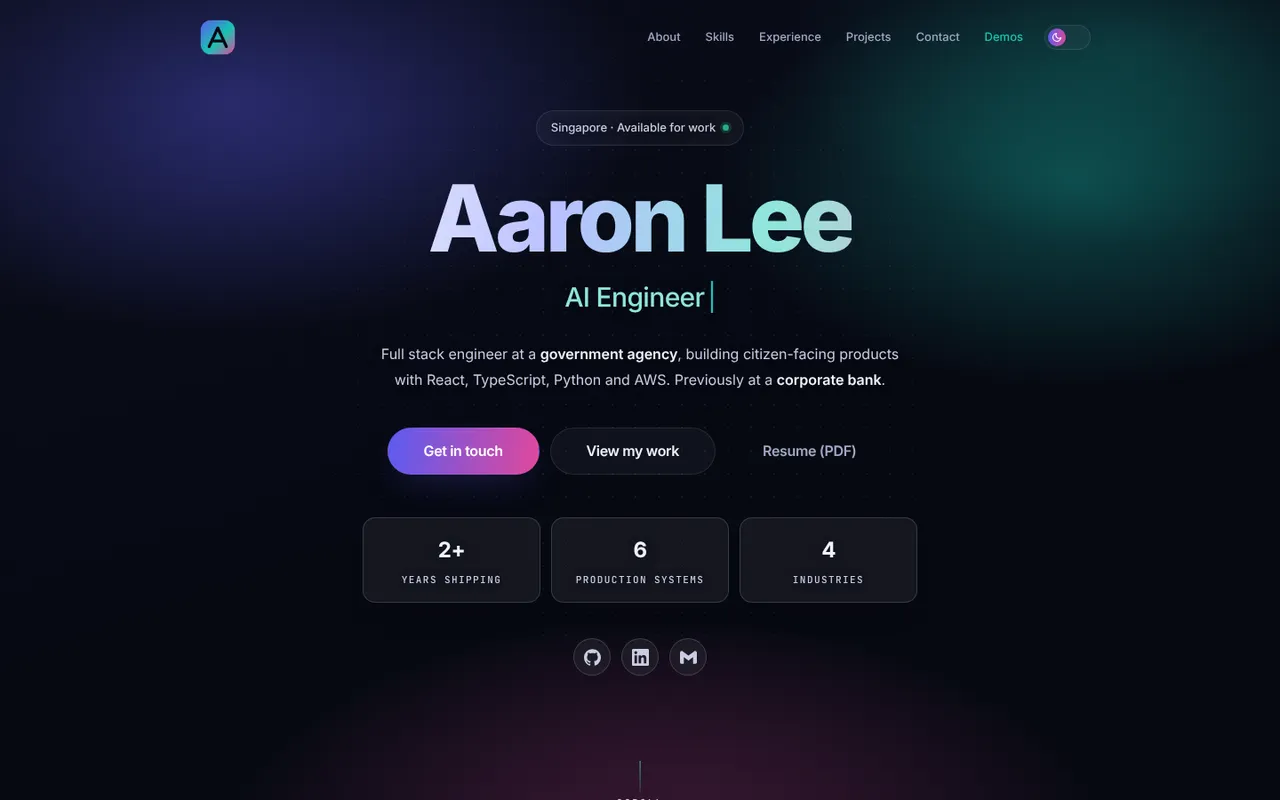 A
About Skills Experience Projects Contact Demos
Singapore · Available for work
Aaron Lee
AI Engineer
Full stack engineer at a government agency, building citizen-facing products
with React, TypeScript, Python and AWS. Previously at a corporate bank.
Get in touch View my work Resume (PDF)
2+ 6 4
YEARS SHIPPING PRODUCTION SYSTEMS INDUSTRIES
in